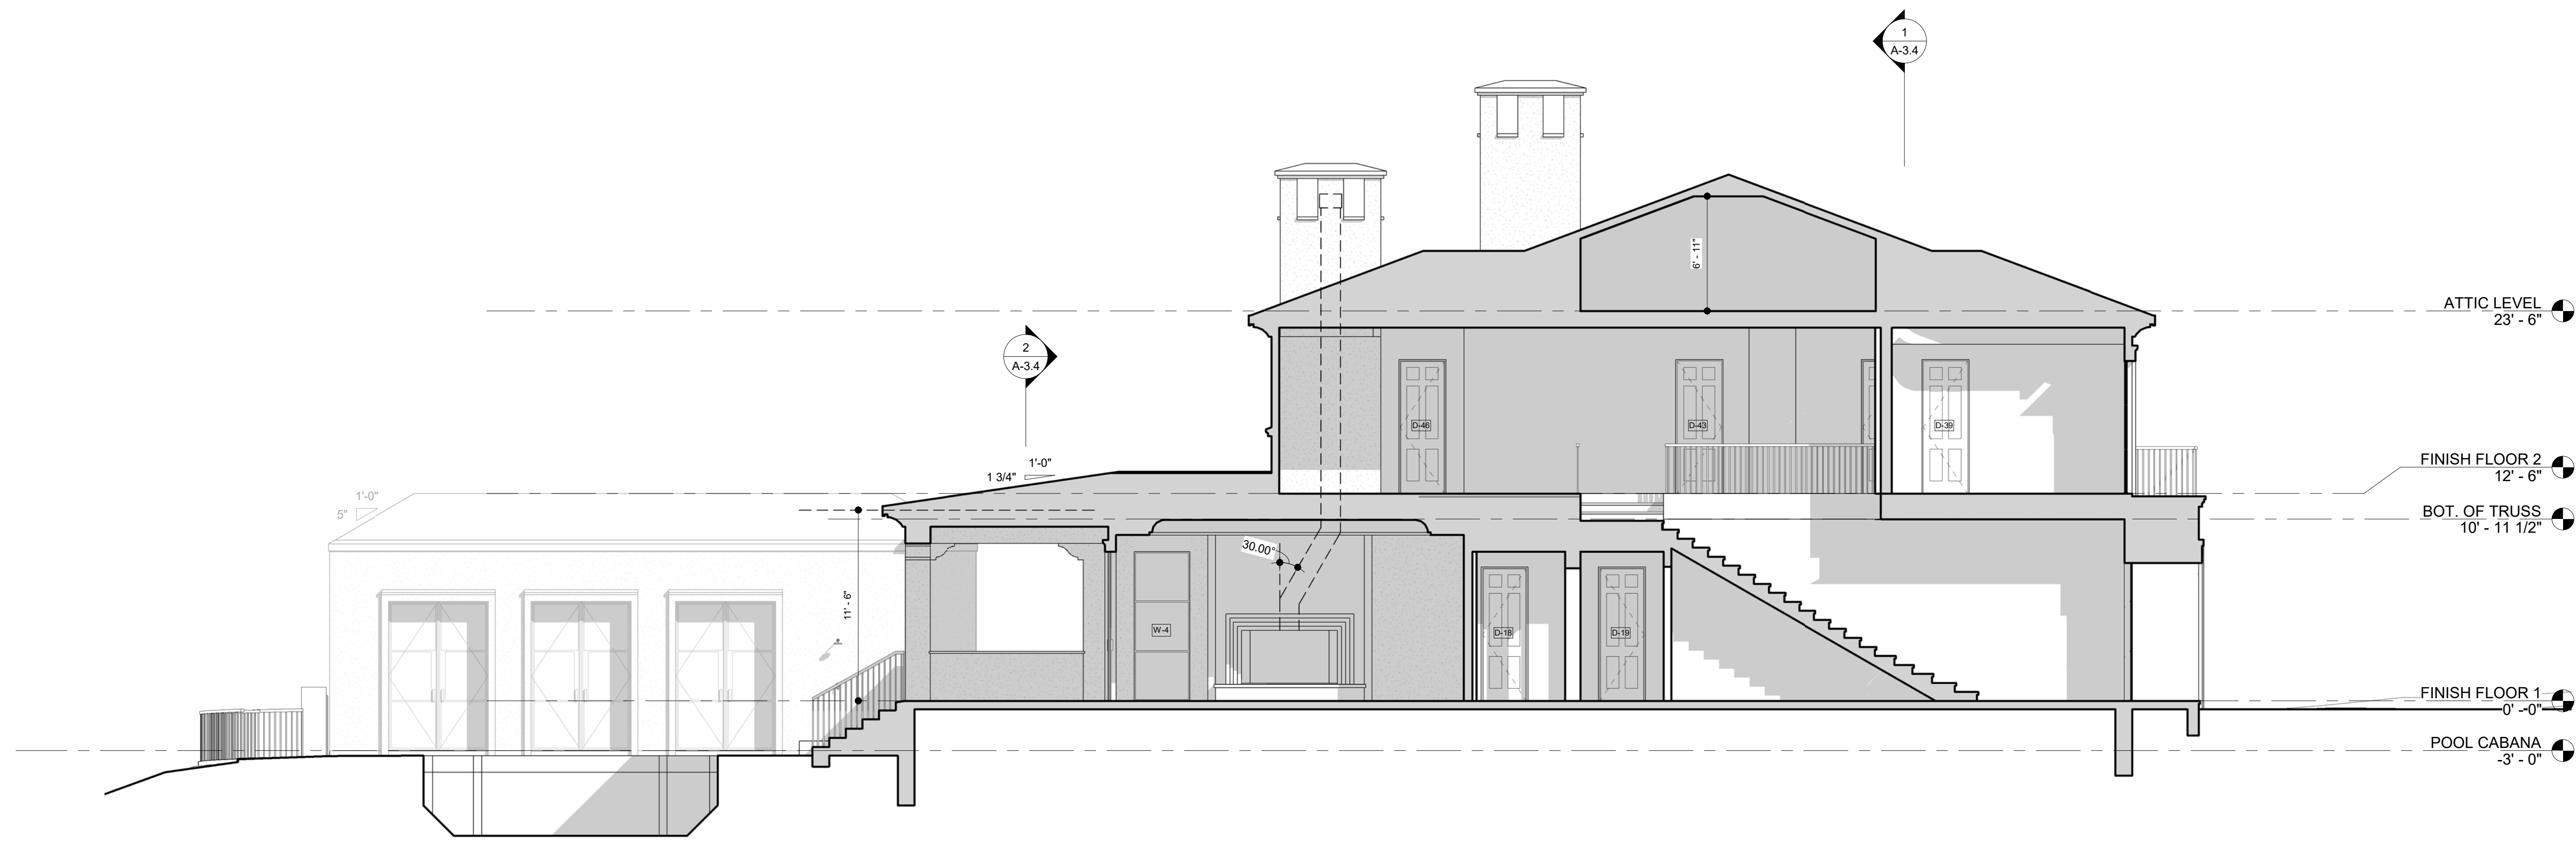 1
A-3.4
6' - 11"
ATTIC LEVEL
23' - 6"
2
A-3.4
D-46
D-43
D-39
1'-0"
1 3/4"
FINISH FLOOR 2
12' - 6"
1'-0"
5"
BOT. OF TRUSS
10' - 11 1/2"
30.00°
11' - 6"
W-4
D-18
D-19
FINISH FLOOR 1
0' - 0"
POOL CABANA
-3' - 0"